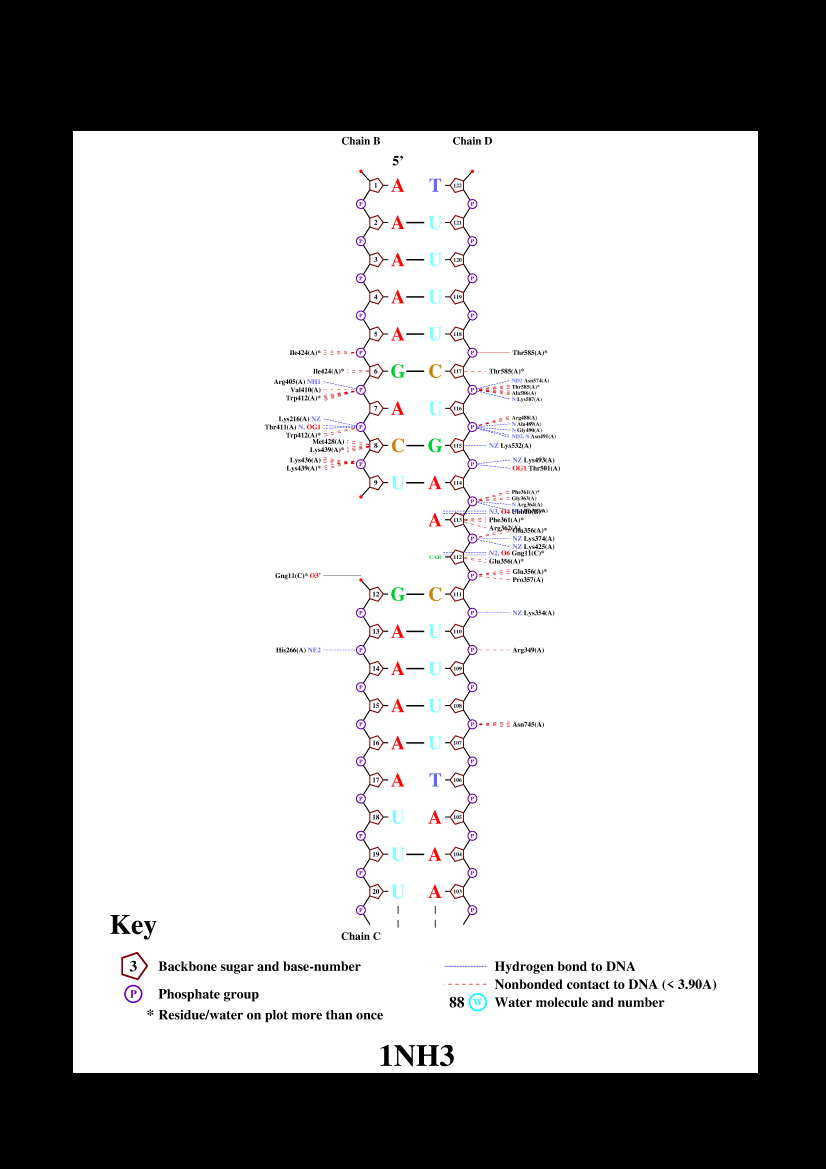 Chain B Chain D
5'
1 A T 122
P P
2 A U 121
P P
3 A U 120
P P
4 A U 119
P P
5 A U 118
Ile424(A)* P P Thr585(A)*
Ile424(A)* 6 G C 117 Thr585(A)*
Arg405(A) NH1 ND2 Asn574(A)
Thr585(A)*
Val410(A) P P Ala586(A)
Trp412(A)* N Lys587(A)
7 A U 116
Lys216(A) NZ Arg488(A)
N Ala489(A)
Thr411(A) N, OG1 P P N Gly490(A)
Trp412(A)* ND2, N Asn491(A)
Met428(A)
Lys439(A)* 8 C G 115 NZ Lys532(A)
Lys436(A) P P NZ Lys493(A)
Lys439(A)* OG1 Thr501(A)
9 U A 114
Phe361(A)*
Gly363(A)
P N Arg364(A)
N3, O4
A 113 Phe361(A)*
Arg362(A)
Glu356(A)*
P NZ Lys374(A)
NZ Lys425(A)
N2, O6 Gng11(C)*
CAR 112 Glu356(A)*
Gng11(C)* O3' P Glu356(A)*
Pro357(A)
12 G C 111
P P NZ Lys354(A)
13 A U 110
His266(A) NE2 P P Arg349(A)
14 A U 109
P P
15 A U 108
P P Asn745(A)
16 A U 107
P P
17 A T 106
P P
18 U A 105
P P
19 U A 104
P P
20 U A 103
P P
Chain C
Key
3 Backbone sugar and base-number
P Phosphate group
* Residue/water on plot more than once
Hydrogen bond to DNA
Nonbonded contact to DNA (< 3.90A)
88 W Water molecule and number
1NH3